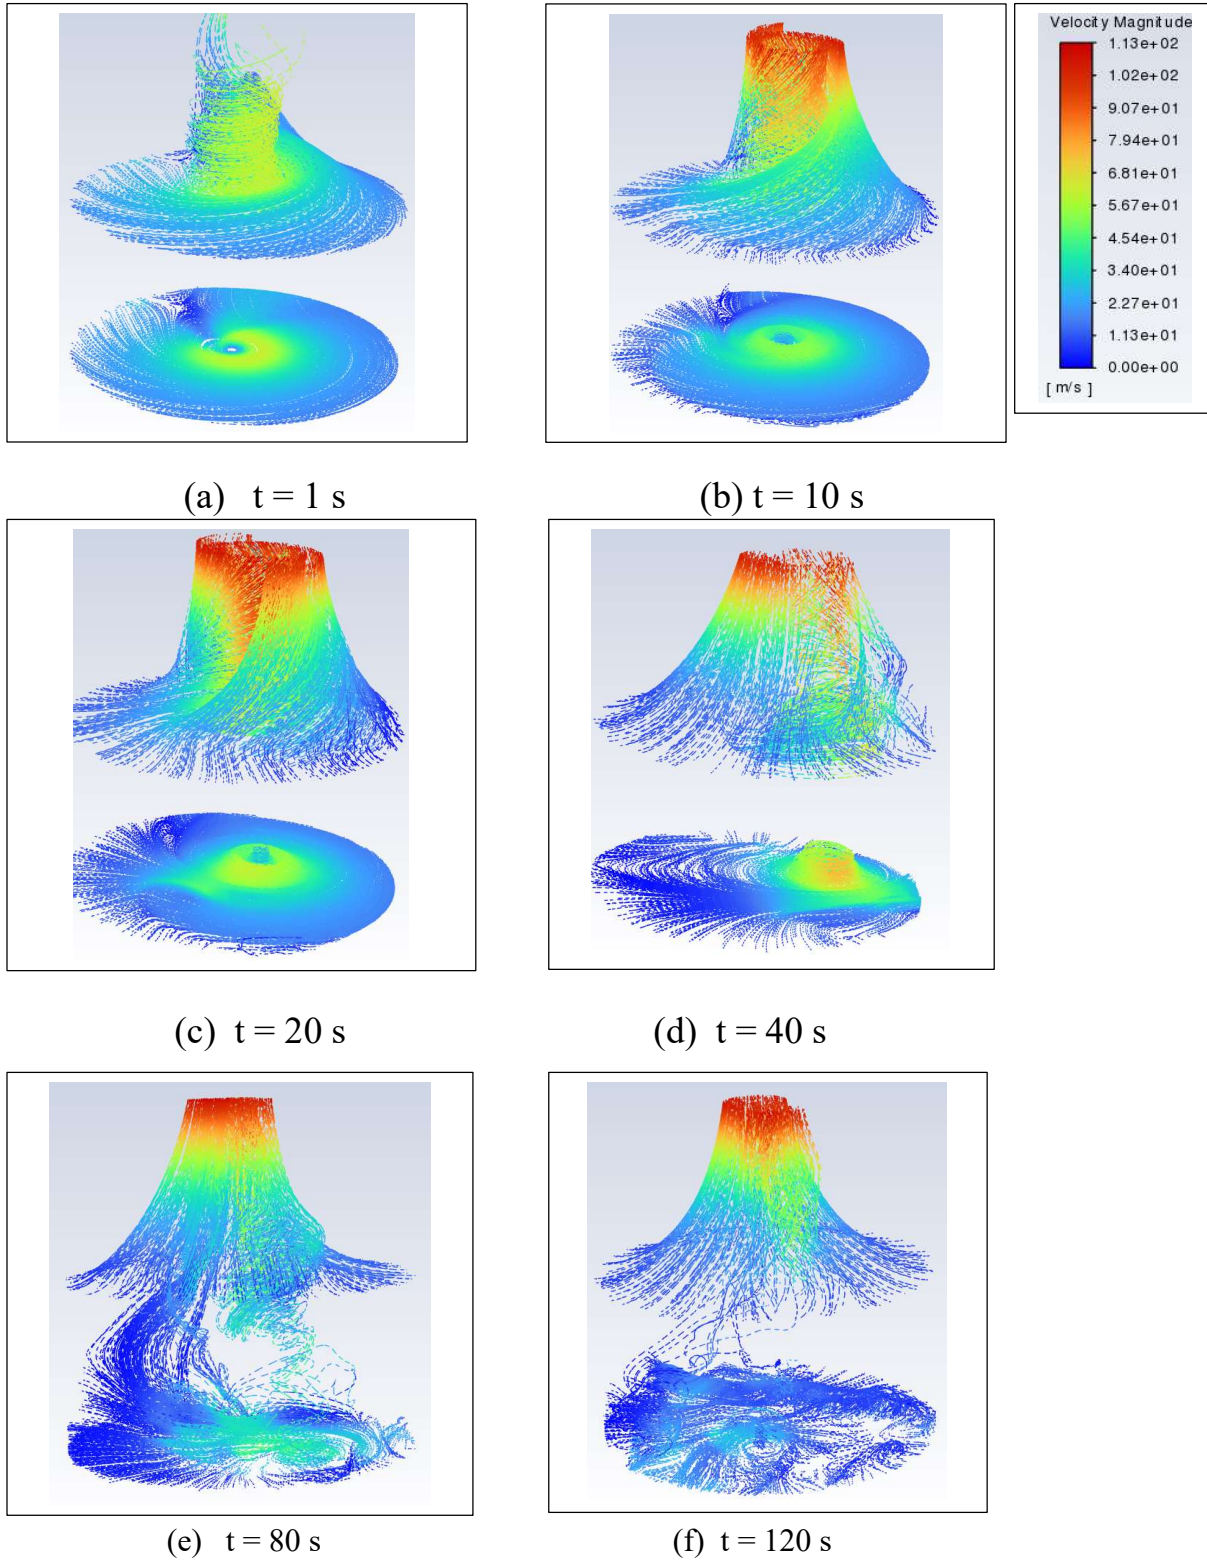 Velocity Magnitude
1.13e+02
1.02e+02
9.07e+01
7.94e+01
6.81e+01
5.67e+01
4.54e+01
3.40e+01
2.27e+01
1.13e+01
0.00e+00
[ m/s ]
(a) t = 1 s
(b) t = 10 s
(c) t = 20 s
(d) t = 40 s
(e) t = 80 s
(f) t = 120 s